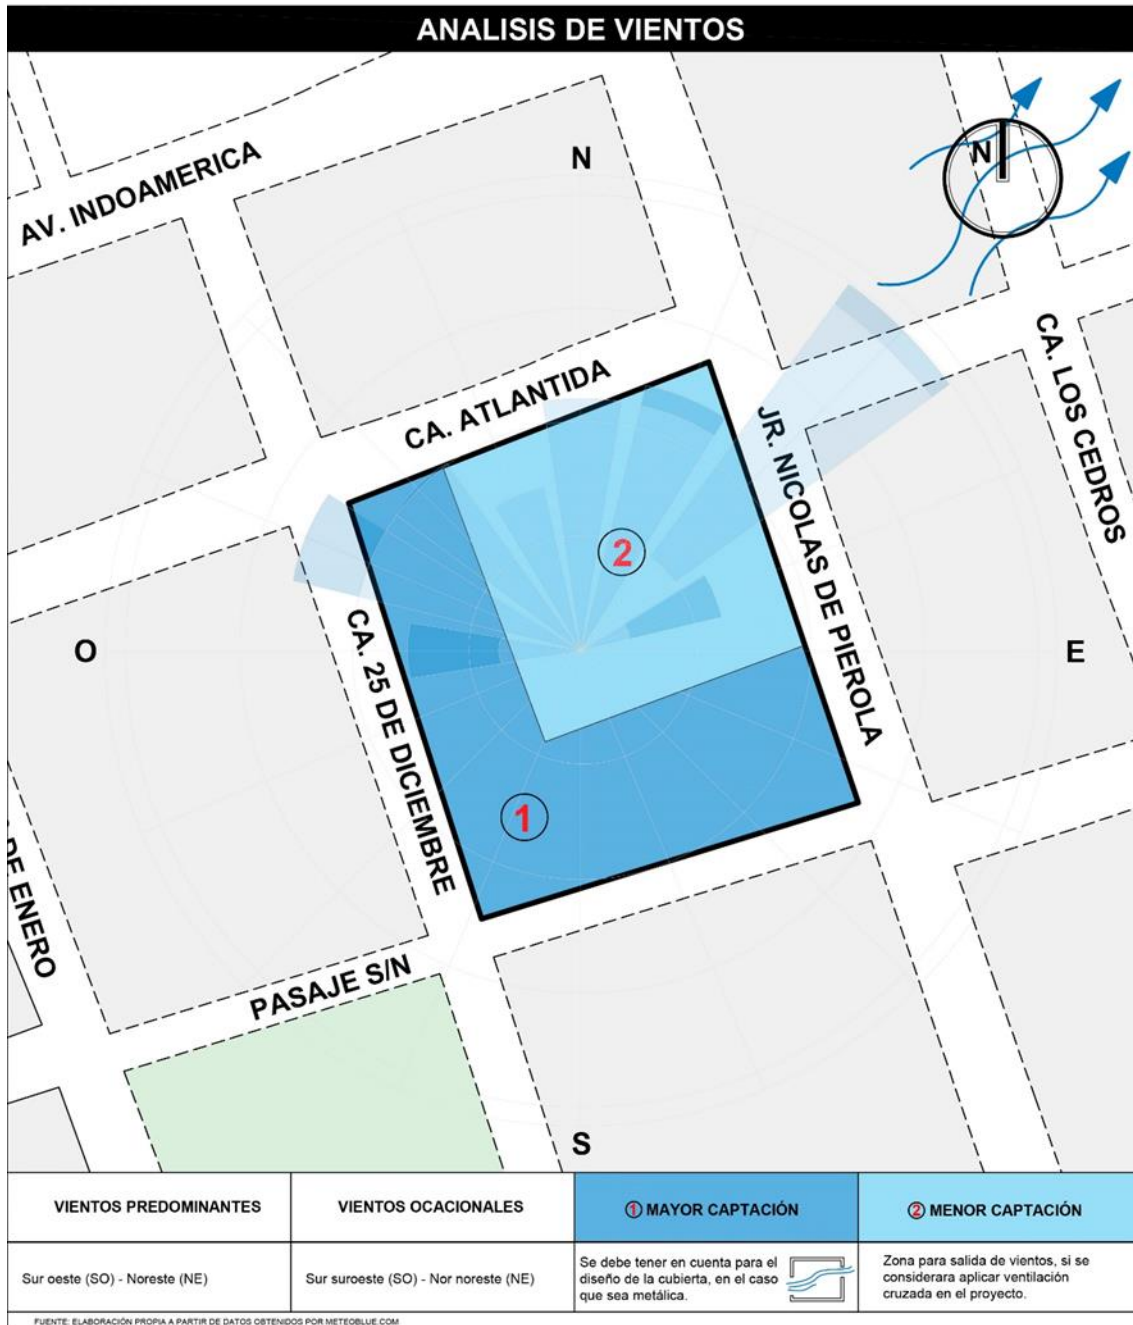 ANALISIS DE VIENTOS
AV. INDOAMERICA
N
N
CA. ATLANTIDA
CA. LOS CEDROS
JR. NICOLAS DE PIEROLA
2
O
E
CA. 25 DE DICIEMBRE
1
DE ENERO
PASAJE S/N
S
VIENTOS PREDOMINANTES
VIENTOS OCACIONALES
1 MAYOR CAPTACIÓN
2 MENOR CAPTACIÓN
Sur oeste (SO) - Noreste (NE)
Sur suroeste (SO) - Nor noreste (NE)
Se debe tener en cuenta para el
diseño de la cubierta, en el caso
que sea metálica.
Zona para salida de vientos, si se
considerara aplicar ventilación
cruzada en el proyecto.
FUENTE: ELABORACIÓN PROPIA A PARTIR DE DATOS OBTENIDOS POR METEOBLUE.COM